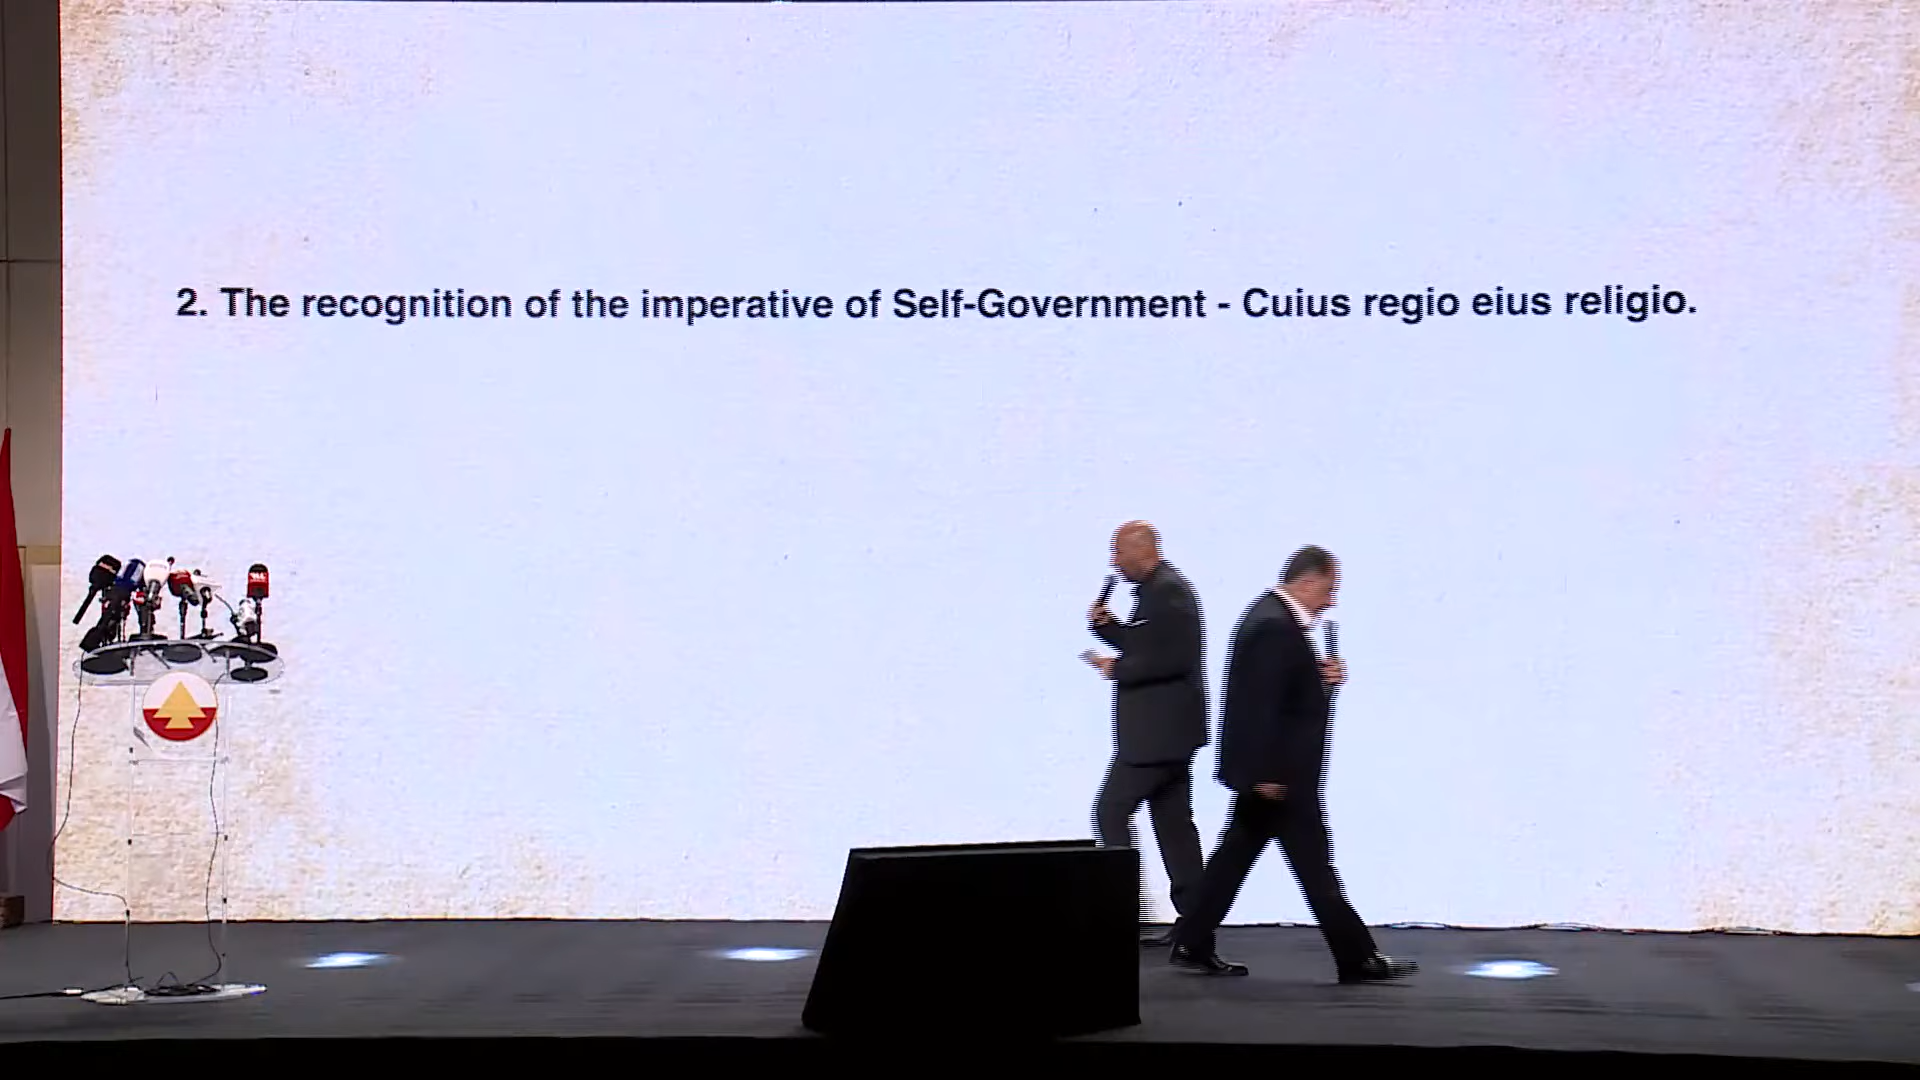 2. The recognition of the imperative of Self-Government - Cuius regio eius religio.